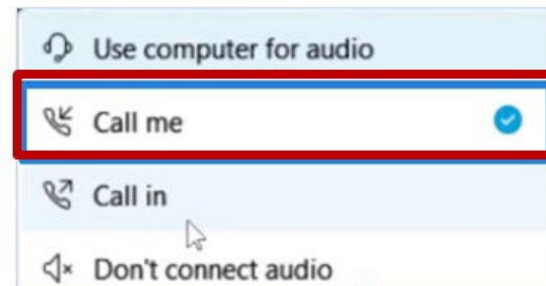 Use computer for audio
Call me
Call in
Don't connect audio